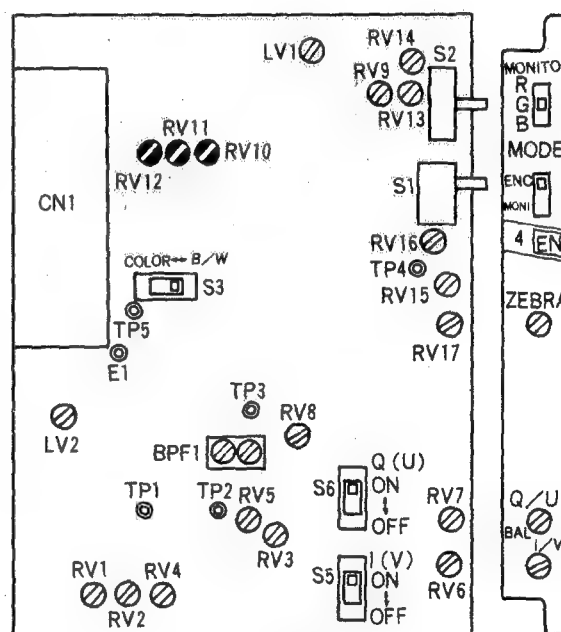 LV1
RV14
S2
RV9
RV13
RV11
RV10
RV12
CN1
S1
RV16
TP4
COLOR↔B/W
S3
RV15
TP5
RV17
E1
TP3
RV8
LV2
BPF1
Q (U)
S6
ON
↓
OFF
TP1
TP2
RV5
RV7
RV3
I (V)
S5
ON
↓
OFF
RV6
RV1
RV4
RV2
MONITO
R
G
B
MODE
ENC
MONI
4
EN
ZEBRA
Q/U
BAL
I/V